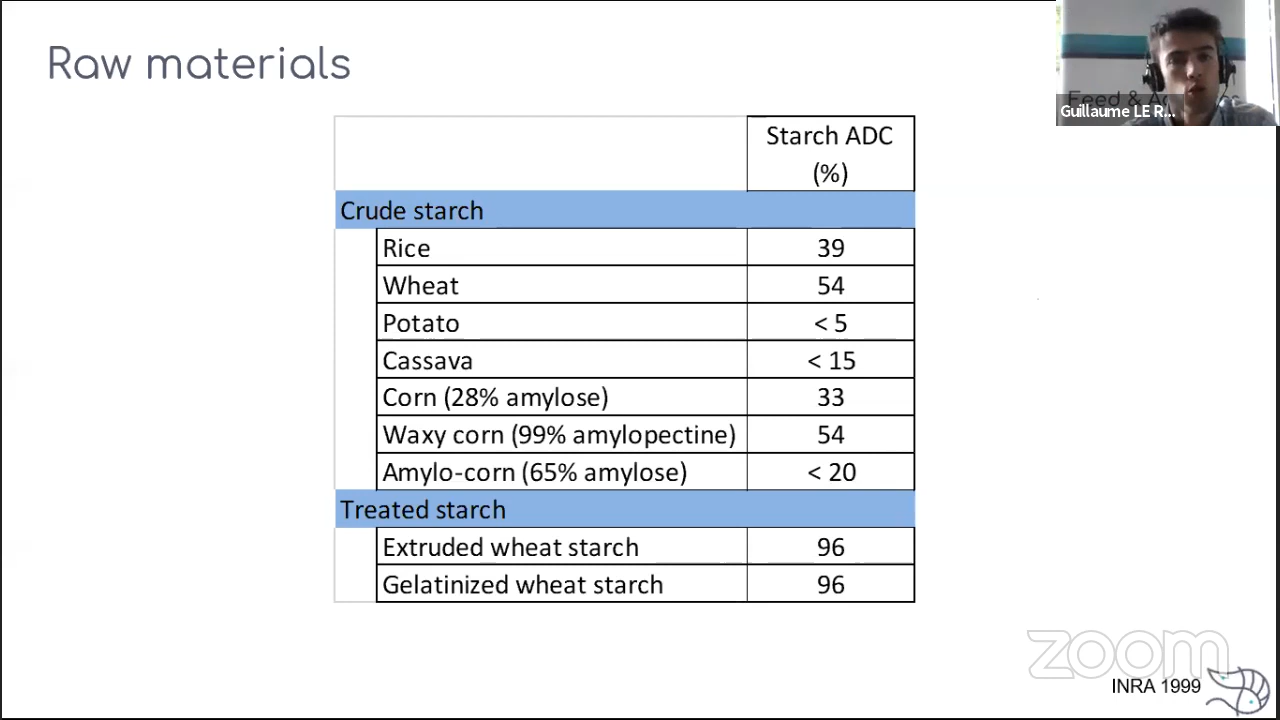 Raw materials
Feed & A
Guillaume LE R...
Starch ADC
(%)
Crude starch
Rice 39
Wheat 54
Potato < 5
Cassava < 15
Corn (28% amylose) 33
Waxy corn (99% amylopectine) 54
Amylo-corn (65% amylose) < 20
Treated starch
Extruded wheat starch 96
Gelatinized wheat starch 96
zoom
INRA 1999